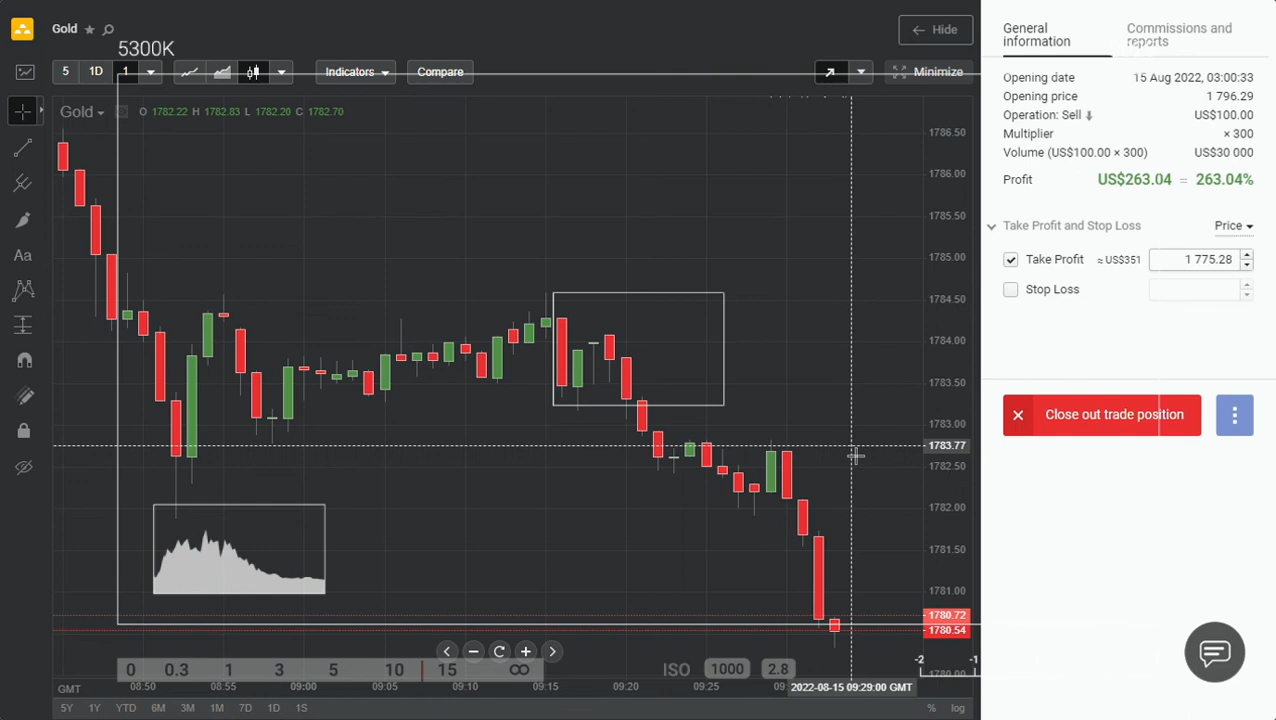 Gold
5300K
Hide
General information
Commissions and reports
5 1D 1
Indicators
Compare
Minimize
Gold O 1782.22 H 1782.83 L 1782.20 C 1782.70
Opening date 15 Aug 2022, 03:00:33
Opening price 1 796.29
Operation: Sell US$100.00
Multiplier × 300
Volume (US$100.00 × 300) US$30 000
Profit US$263.04 = 263.04%
Take Profit and Stop Loss Price
Take Profit ≈ US$351 1 775.28
Stop Loss
Close out trade position
Aa
1786.50
1786.00
1785.50
1785.00
1784.50
1784.00
1783.50
1783.00
1783.77
1782.50
1782.00
1781.50
1781.00
1780.72
1780.54
1780.00
-2 -1
0 0.3 1 3 5 10 15 ∞ ISO 1000 2.8
GMT 08:50 08:55 09:00 09:05 09:10 09:15 09:20 09:25 2022-08-15 09:29:00 GMT
5Y 1Y YTD 6M 3M 1M 7D 1D 1S % log